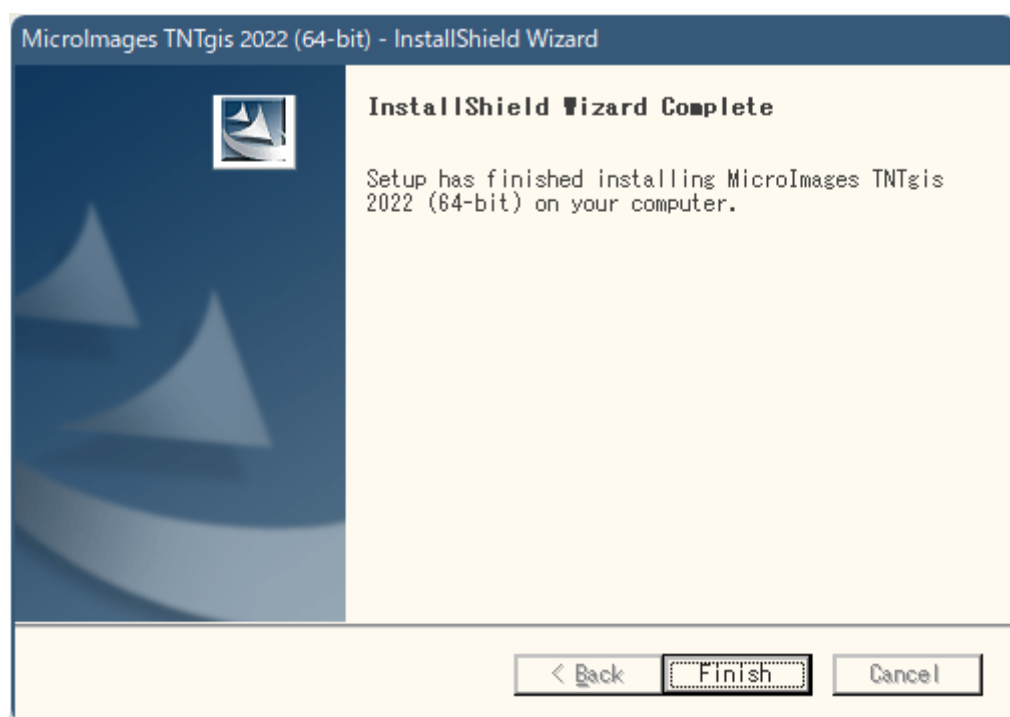 MicroImages TNTgis 2022 (64-bit) - InstallShield Wizard
InstallShield Wizard Complete
Setup has finished installing MicroImages TNTgis
2022 (64-bit) on your computer.
< Back
Finish
Cancel